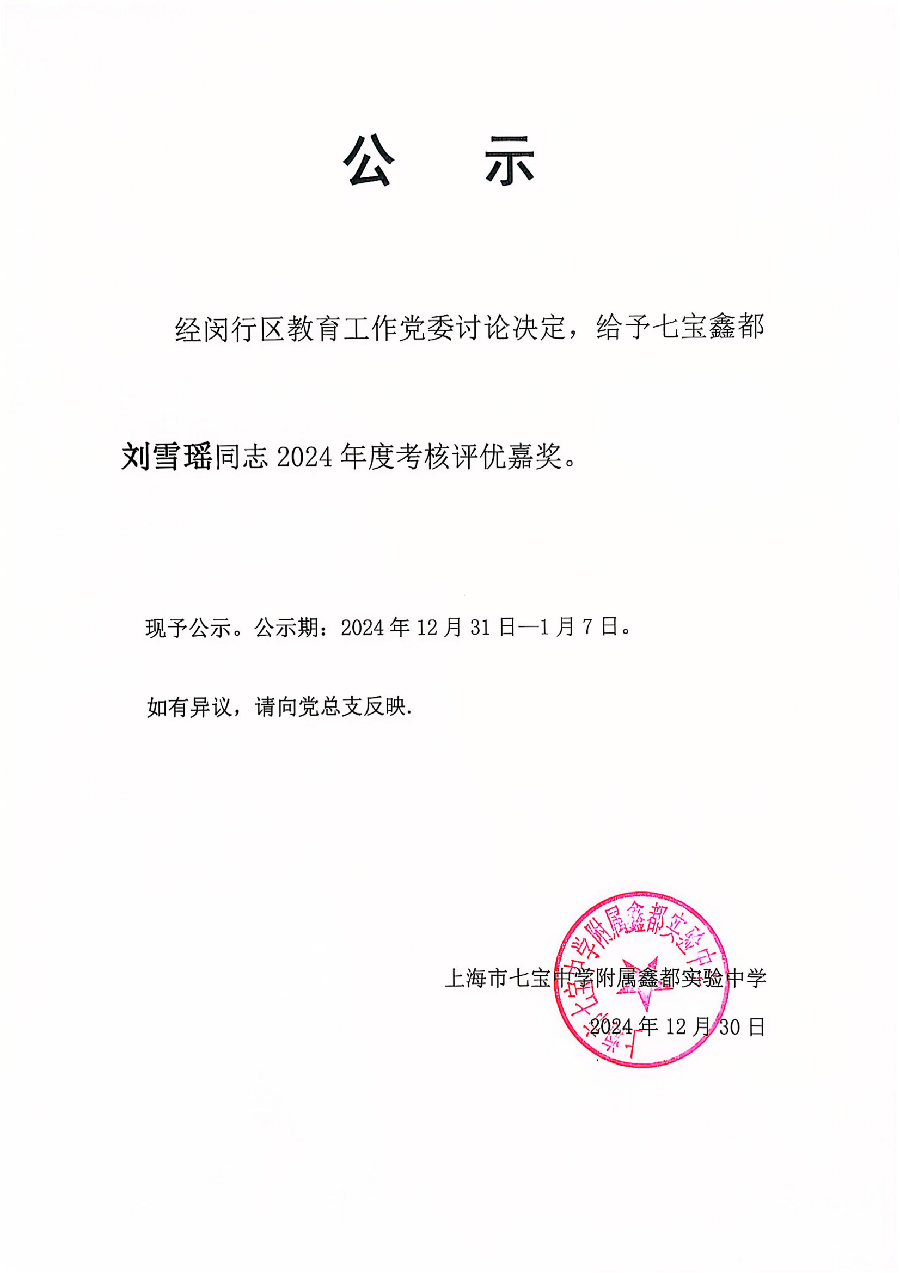 公 示
经闵行区教育工作党委讨论决定，给予七宝鑫都
刘雪瑶同志 2024 年度考核评优嘉奖。
现予公示。公示期：2024 年 12 月 31 日—1 月 7 日。
如有异议，请向党总支反映.
上海市七宝中学附属鑫都实验中学
上海市七宝中学附属鑫都实验中学
2024 年 12 月 30 日